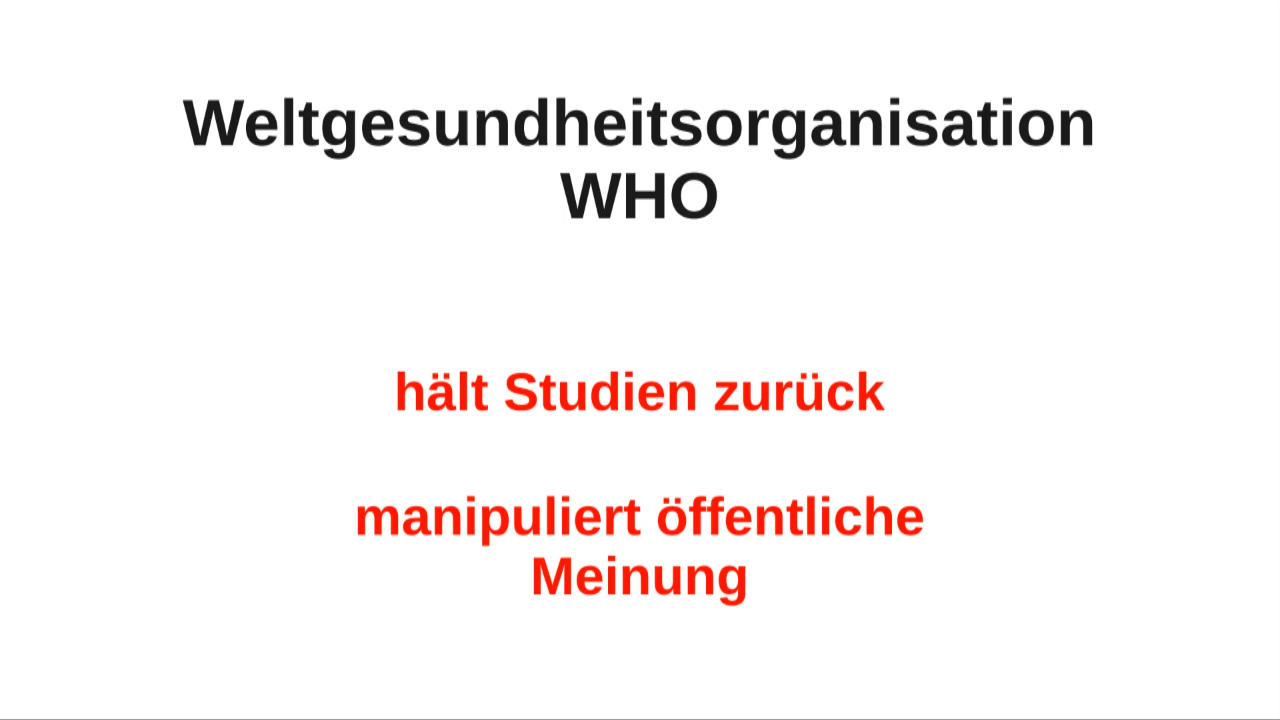 Weltgesundheitsorganisation
WHO
hält Studien zurück
manipuliert öffentliche
Meinung